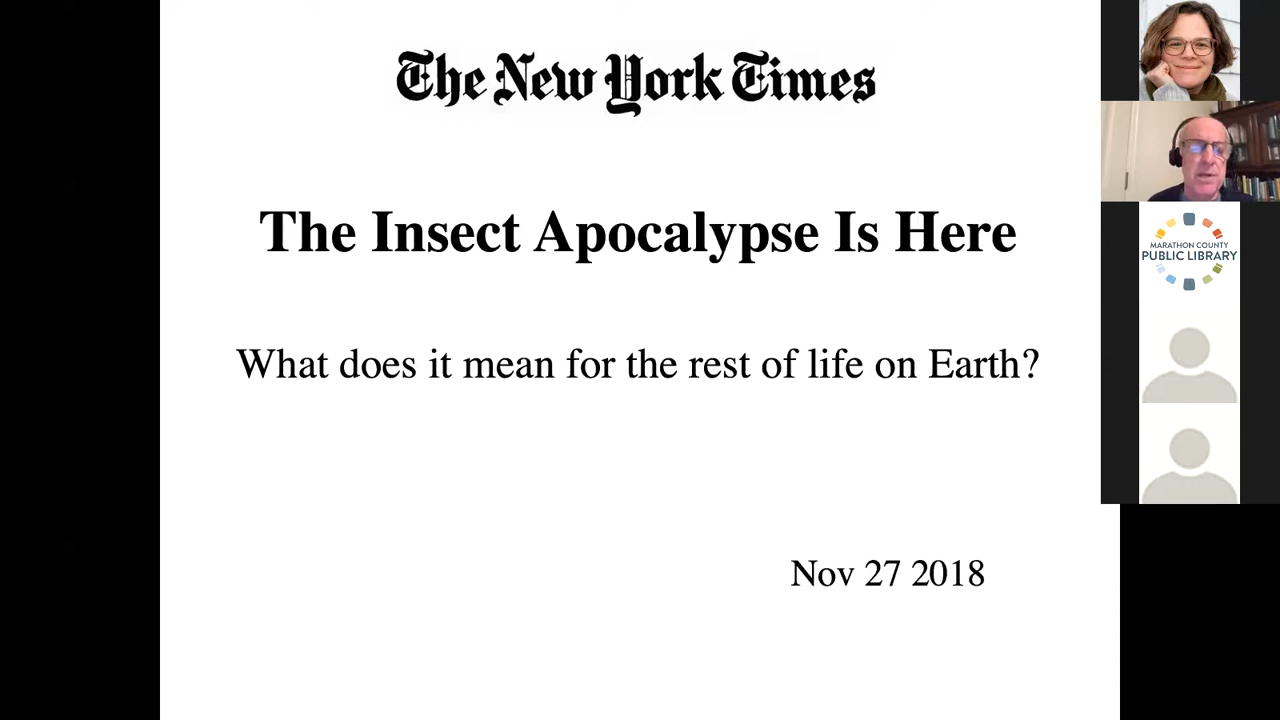 The New York Times
The Insect Apocalypse Is Here
What does it mean for the rest of life on Earth?
Nov 27 2018
MARATHON COUNTY
PUBLIC LIBRARY